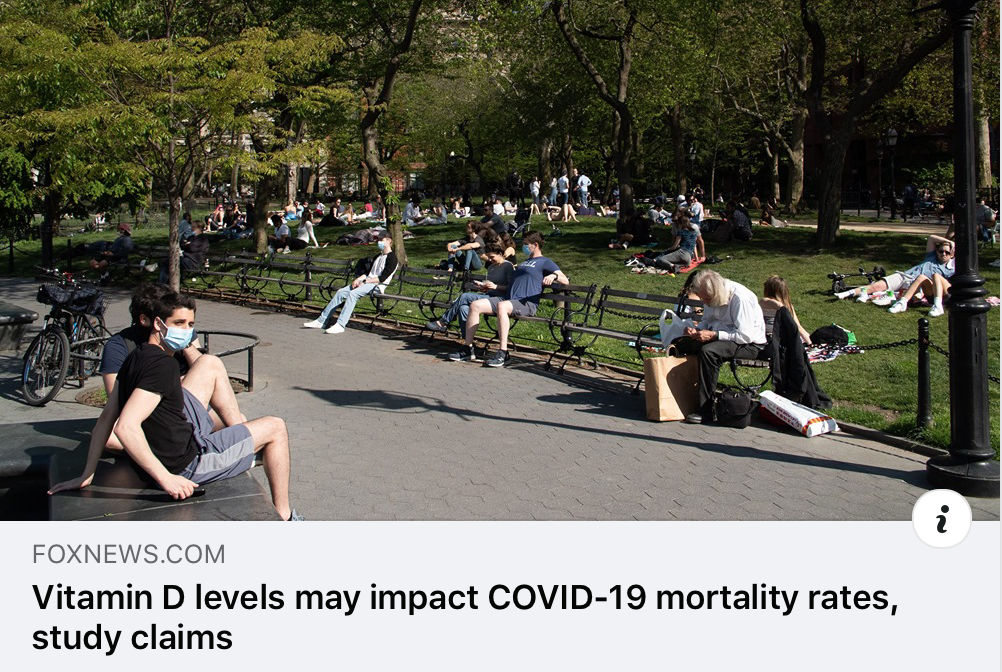 FOXNEWS.COM
Vitamin D levels may impact COVID-19 mortality rates,
study claims